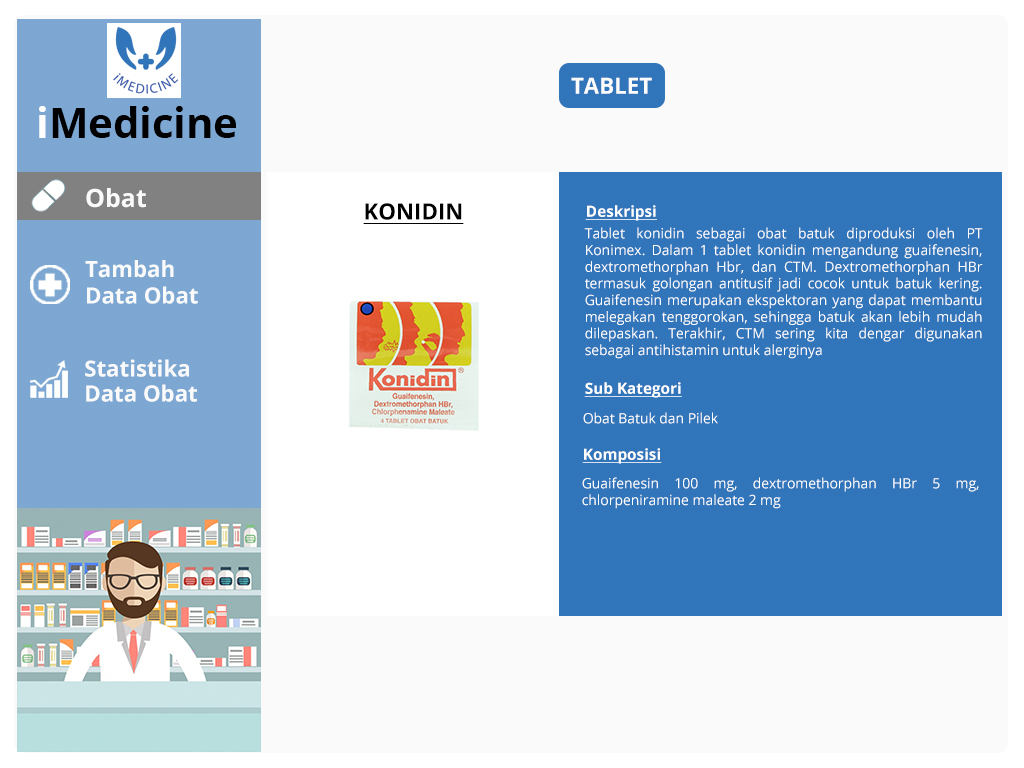 iMEDICINE
iMedicine
Obat
Tambah
Data Obat
Statistika
Data Obat
TABLET
KONIDIN
Konidin®
Guaifenesin,
Dextromethorphan HBr,
Chlorphenamine Maleate
4 TABLET OBAT BATUK
Deskripsi
Tablet konidin sebagai obat batuk diproduksi oleh PT
Konimex. Dalam 1 tablet konidin mengandung guaifenesin,
dextromethorphan Hbr, dan CTM. Dextromethorphan HBr
termasuk golongan antitusif jadi cocok untuk batuk kering.
Guaifenesin merupakan ekspektoran yang dapat membantu
melegakan tenggorokan, sehingga batuk akan lebih mudah
dilepaskan. Terakhir, CTM sering kita dengar digunakan
sebagai antihistamin untuk alerginya
Sub Kategori
Obat Batuk dan Pilek
Komposisi
Guaifenesin 100 mg, dextromethorphan HBr 5 mg,
chlorpeniramine maleate 2 mg